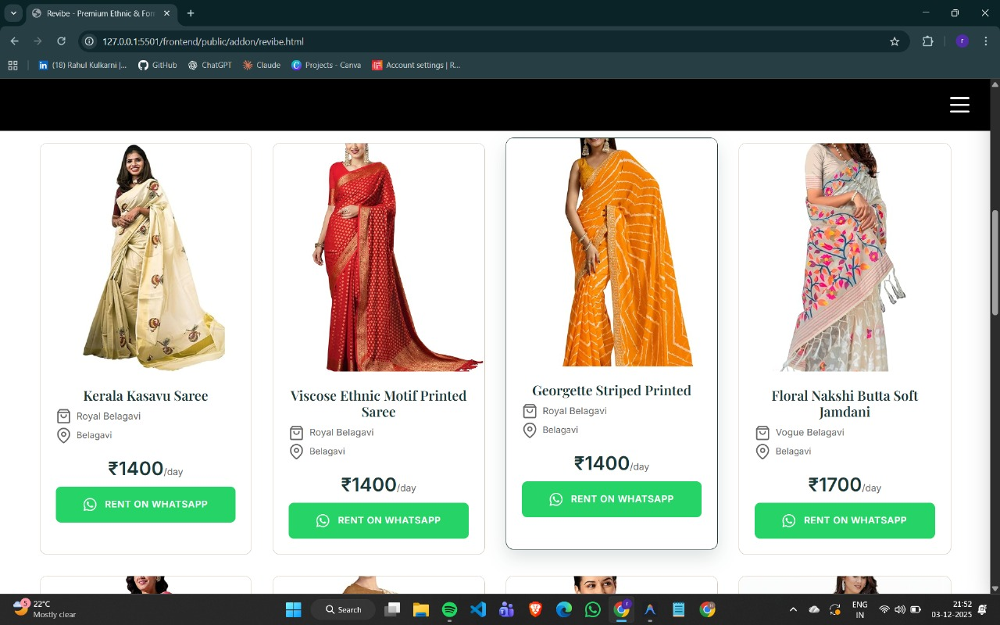 Revibe - Premium Ethnic & For
127.0.0.1:5501/frontend/public/addon/revibe.html
r
(18) Rahul Kulkarni |...
GitHub
ChatGPT
Claude
Projects - Canva
Account settings | R...
Kerala Kasavu Saree
Royal Belagavi
Belagavi
₹1400/day
RENT ON WHATSAPP
Viscose Ethnic Motif Printed
Saree
Royal Belagavi
Belagavi
₹1400/day
RENT ON WHATSAPP
Georgette Striped Printed
Royal Belagavi
Belagavi
₹1400/day
RENT ON WHATSAPP
Floral Nakshi Butta Soft
Jamdani
Vogue Belagavi
Belagavi
₹1700/day
RENT ON WHATSAPP
5
22°C
Mostly clear
Search
ENG
IN
21:52
03-12-2025